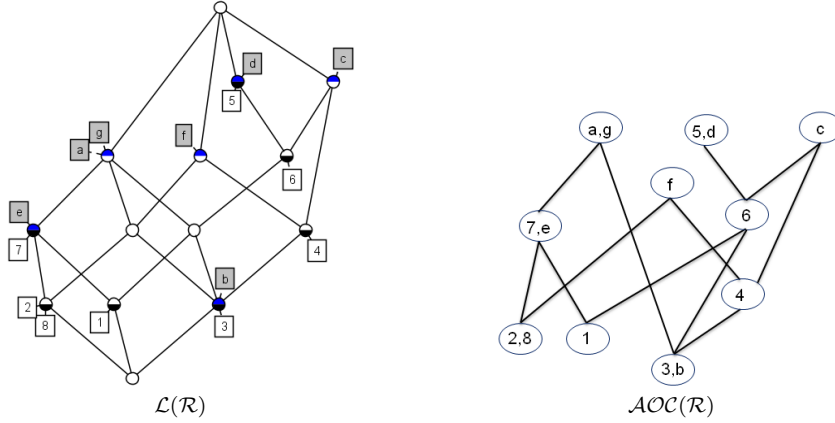 c
d
5
g
a
f
6
e
7
4
b
2
8
1
3
a,g
5,d
c
f
6
7,e
4
2,8
1
3,b
𝓛(𝓡)
𝓐𝓞𝓒(𝓡)